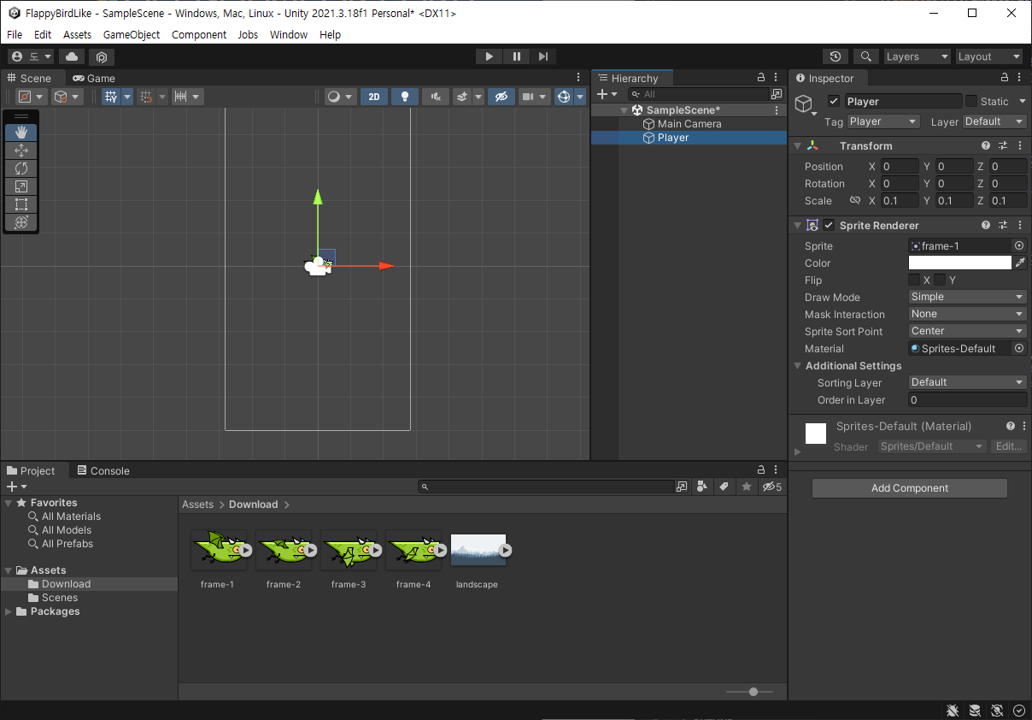 FlappyBirdLike - SampleScene - Windows, Mac, Linux - Unity 2021.3.18f1 Personal* <DX11>
File Edit Assets GameObject Component Jobs Window Help
도 Layers Layout
Scene Game
2D
Hierarchy
All
SampleScene*
Main Camera
Player
Inspector
Player Static
Tag Player Layer Default
Transform
Position X 0 Y 0 Z 0
Rotation X 0 Y 0 Z 0
Scale X 0.1 Y 0.1 Z 0.1
Sprite Renderer
Sprite frame-1
Color
Flip X Y
Draw Mode Simple
Mask Interaction None
Sprite Sort Point Center
Material Sprites-Default
Additional Settings
Sorting Layer Default
Order in Layer 0
Sprites-Default (Material)
Shader Sprites/Default Edit...
Add Component
Project Console
5
Favorites
All Materials
All Models
All Prefabs
Assets
Download
Scenes
Packages
Assets > Download >
frame-1 frame-2 frame-3 frame-4 landscape